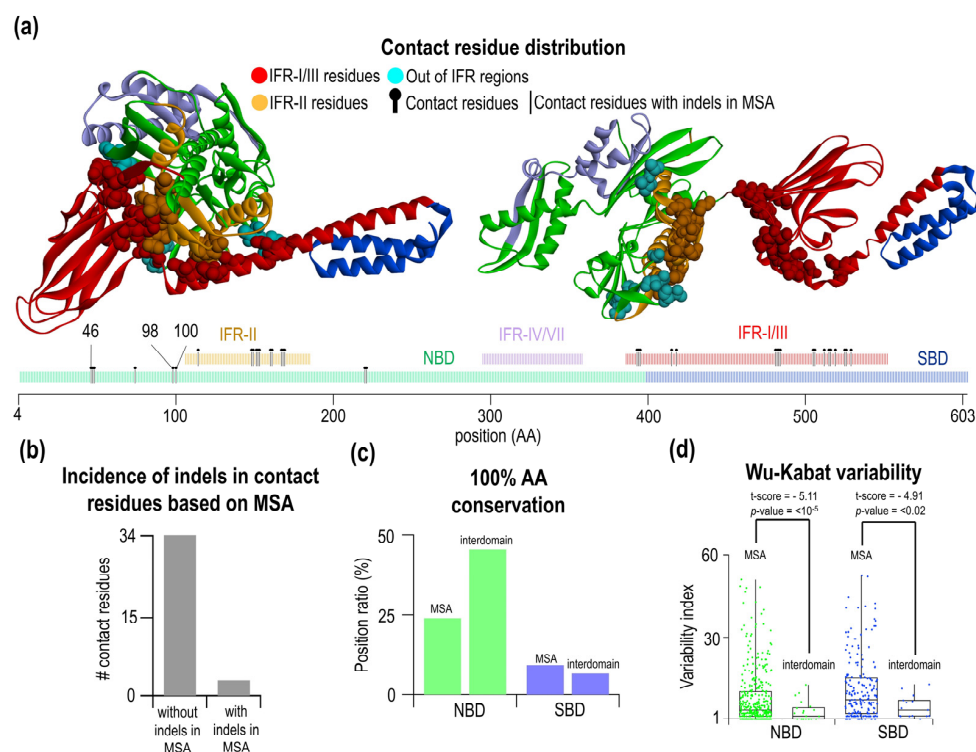 (a)
Contact residue distribution
IFR-I/III residues
Out of IFR regions
IFR-II residues
Contact residues
Contact residues with indels in MSA
46
98
100
IFR-II
NBD
IFR-IV/VII
IFR-I/III
SBD
4
100
200
300
400
500
603
position (AA)
(b)
Incidence of indels in contact
residues based on MSA
# contact residues
34
15
0
without
indels in
MSA
with
indels in
MSA
(c)
100% AA
conservation
Position ratio (%)
50
25
0
MSA
interdomain
MSA
interdomain
NBD
SBD
(d)
Wu-Kabat variability
t-score = - 5.11
p-value = <10-5
t-score = - 4.91
p-value = <0.02
Variability index
60
30
1
MSA
interdomain
MSA
interdomain
NBD
SBD